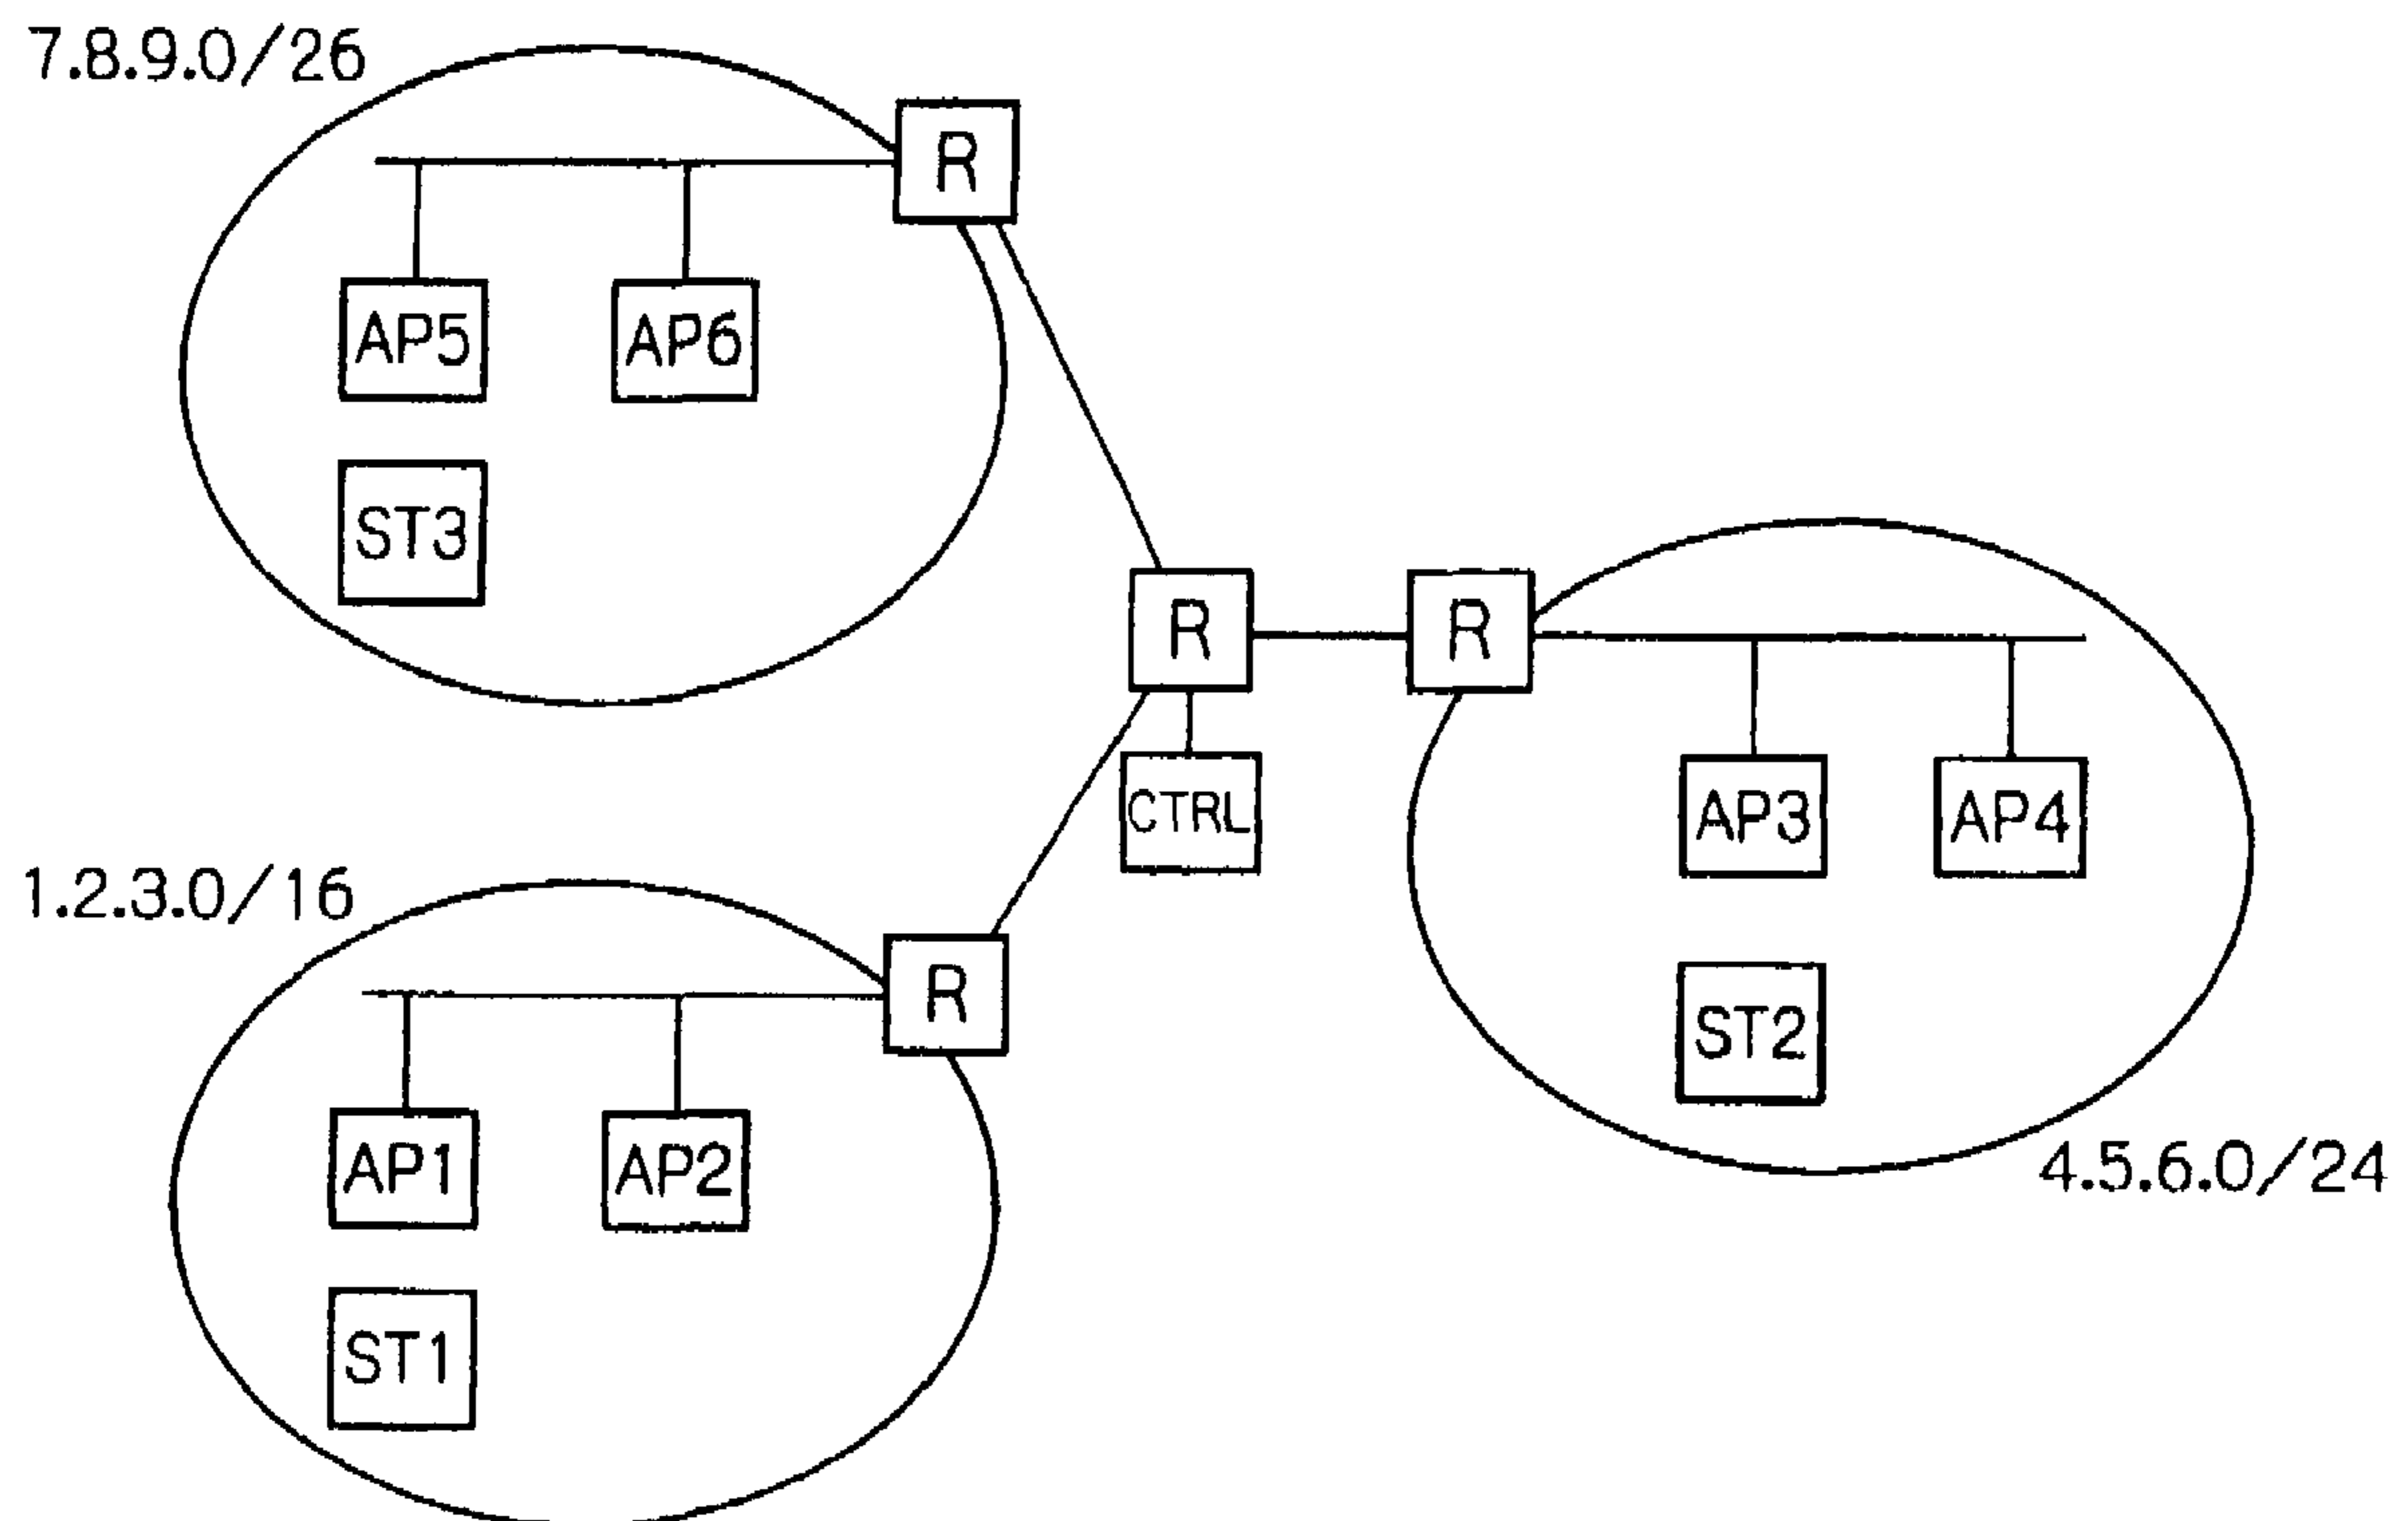 7.8.9.0/26
R
AP5
AP6
ST3
R
R
CTRL
AP3
AP4
1.2.3.0/16
R
ST2
AP1
AP2
4.5.6.0/24
ST1